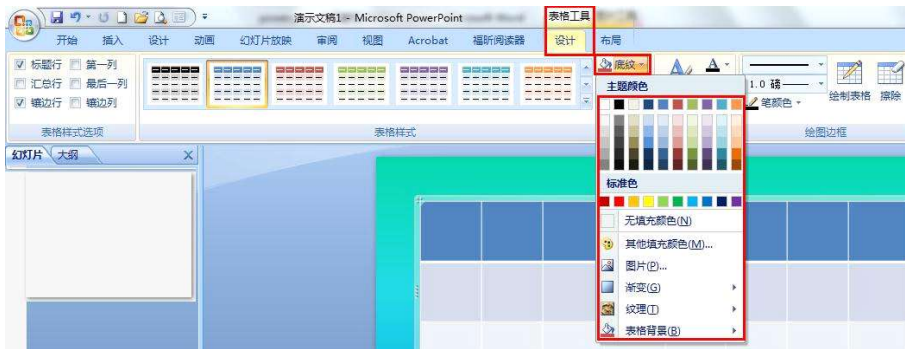 演示文稿1 - Microsoft PowerPoint
表格工具
开始 插入 设计 动画 幻灯片放映 审阅 视图 Acrobat 福昕阅读器 设计 布局
标题行 第一列
汇总行 最后一列
镶边行 镶边列
表格样式选项
表格样式
底纹
1.0 磅
笔颜色
绘制表格 擦除
绘图边框
幻灯片 大纲
主题颜色
标准色
无填充颜色(N)
其他填充颜色(M)...
图片(P)...
渐变(G)
纹理(T)
表格背景(B)